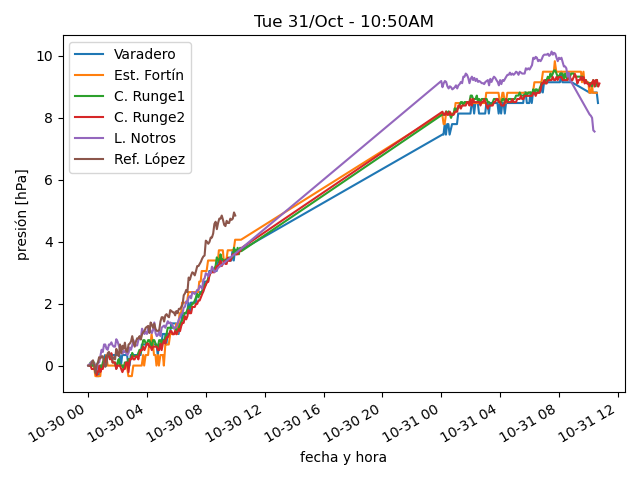 Tue 31/Oct - 10:50AM
Varadero
Est. Fortín
C. Runge1
C. Runge2
L. Notros
Ref. López
presión [hPa]
10
8
6
4
2
0
10-30 00
10-30 04
10-30 08
10-30 12
10-30 16
10-30 20
10-31 00
10-31 04
10-31 08
10-31 12
fecha y hora